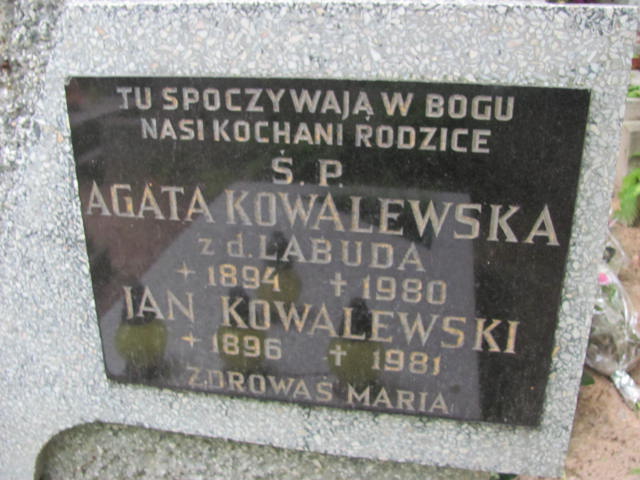 TU SPOCZYWAJĄ W BOGU
NASI KOCHANI RODZICE
Ś.P.
AGATA KOWALEWSKA
z d. LABUDA
+ 1894 † 1980
JAN KOWALEWSKI
+ 1896 † 1981
ZDROWAŚ MARIA